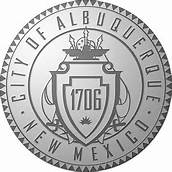 · CITY OF ALBUQUERQUE ·
1706
NEW MEXICO